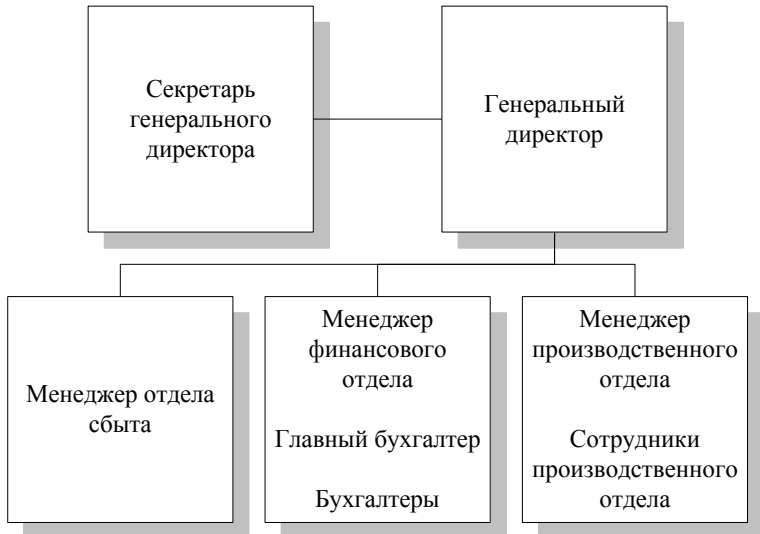 Секретарь
генерального
директора
Генеральный
директор
Менеджер отдела
сбыта
Менеджер
финансового
отдела
Главный бухгалтер
Бухгалтеры
Менеджер
производственного
отдела
Сотрудники
производственного
отдела